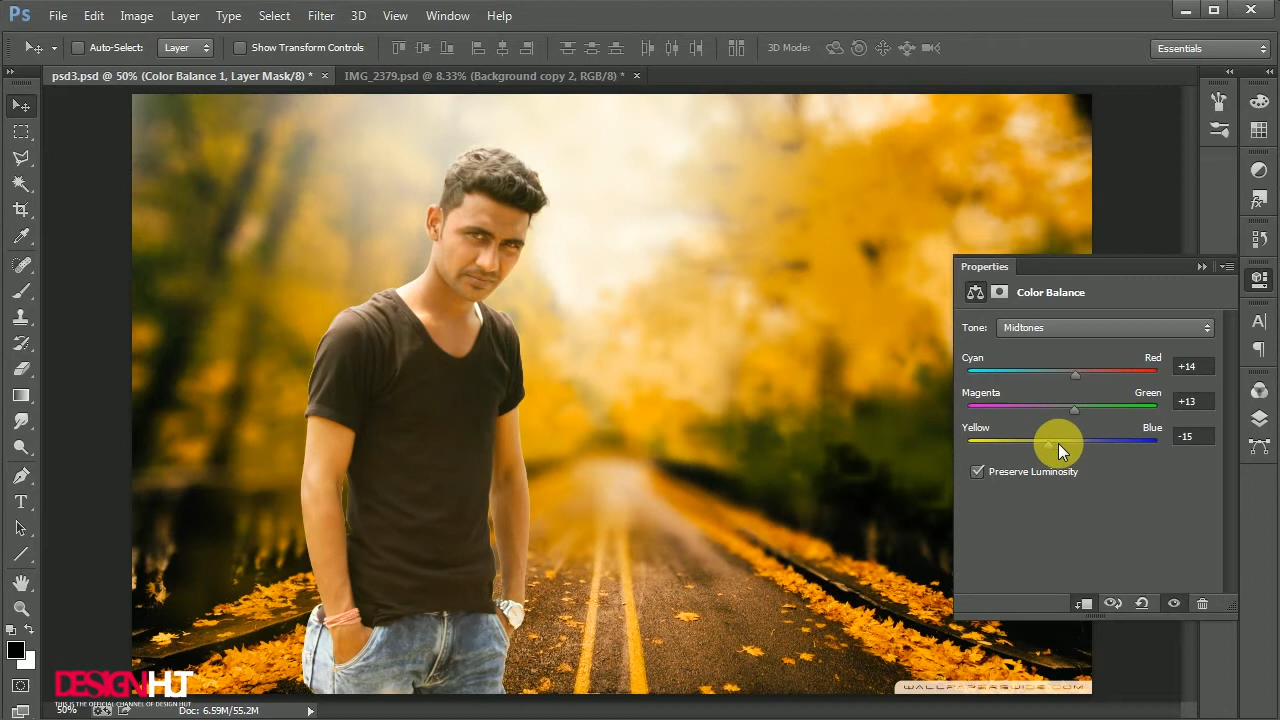 Ps File Edit Image Layer Type Select Filter 3D View Window Help
Auto-Select: Layer Show Transform Controls 3D Mode: Essentials
psd3.psd @ 50% (Color Balance 1, Layer Mask/8) * IMG_2379.psd @ 8.33% (Background copy 2, RGB/8) *
Properties
Color Balance
Tone: Midtones
Cyan Red
+14
Magenta Green
+13
Yellow Blue
-15
Preserve Luminosity
DESIGN HUT
THIS IS THE OFFICIAL CHANNEL OF DESIGN HUT
50% Doc: 6.59M/55.2M